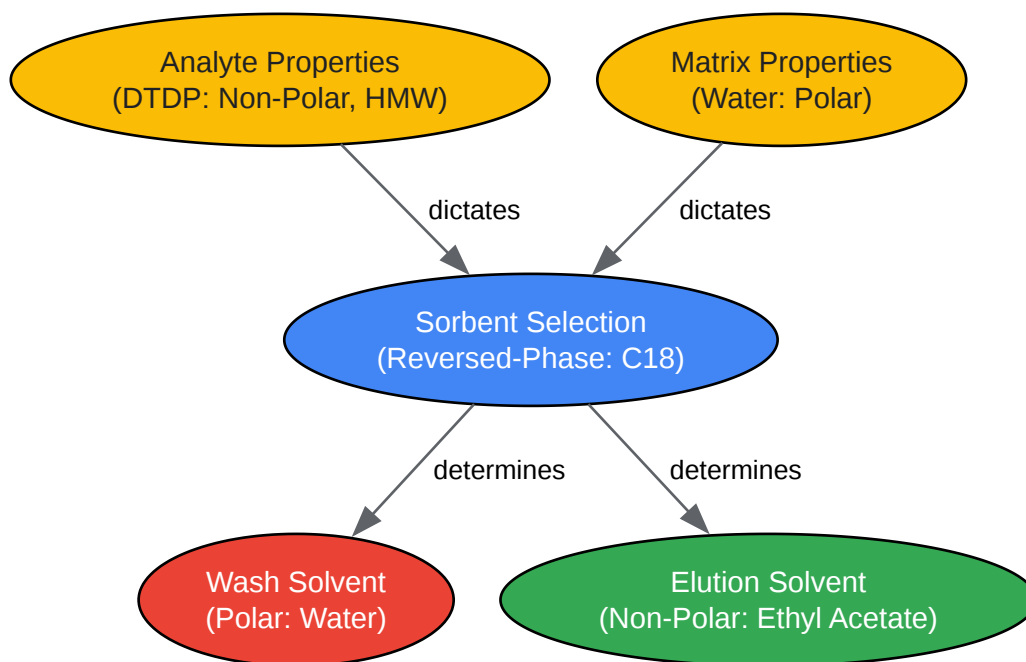 Analyte Properties
(DTDP: Non-Polar, HMW)
Matrix Properties
(Water: Polar)
dictates
dictates
Sorbent Selection
(Reversed-Phase: C18)
determines
determines
Wash Solvent
(Polar: Water)
Elution Solvent
(Non-Polar: Ethyl Acetate)